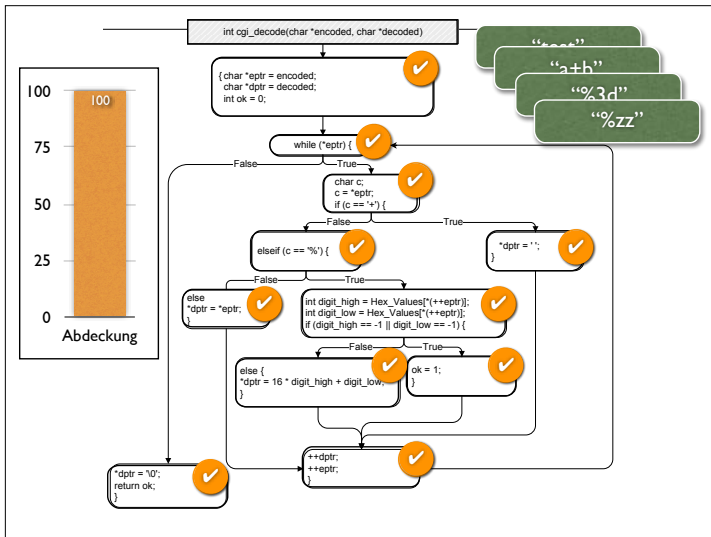 int cgi_decode(char *encoded, char *decoded)
{ char *eptr = encoded;
char *dptr = decoded;
int ok = 0;
while (*eptr) {
False
True
char c;
c = *eptr;
if (c == '+') {
False
True
elseif (c == '%') {
*dptr = ' ';
}
False
True
else
*dptr = *eptr;
}
int digit_high = Hex_Values[*(++eptr)];
int digit_low = Hex_Values[*(++eptr)];
if (digit_high == -1 || digit_low == -1) {
False
True
else {
*dptr = 16 * digit_high + digit_low;
}
ok = 1;
}
++dptr;
++eptr;
}
*dptr = '\0';
return ok;
}
100
100
75
50
25
0
Abdeckung
“test”
“a+b”
“%3d”
“%zz”